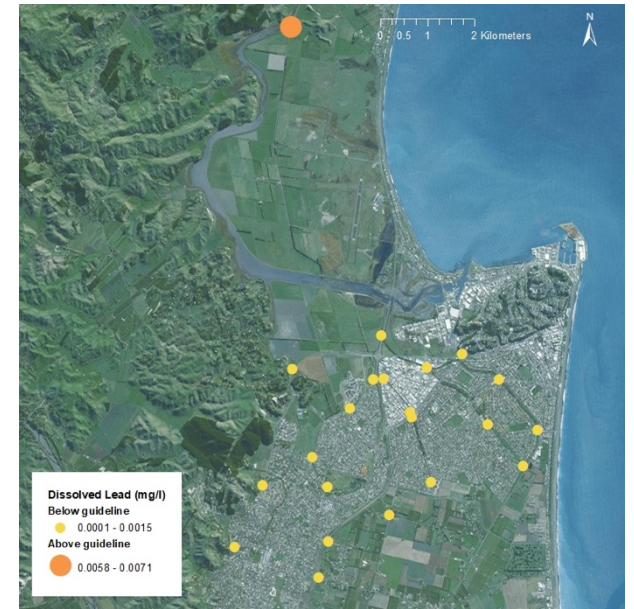 N
0 0.5 1 2 Kilometers
Dissolved Lead (mg/l)
Below guideline
0.0001 - 0.0015
Above guideline
0.0058 - 0.0071